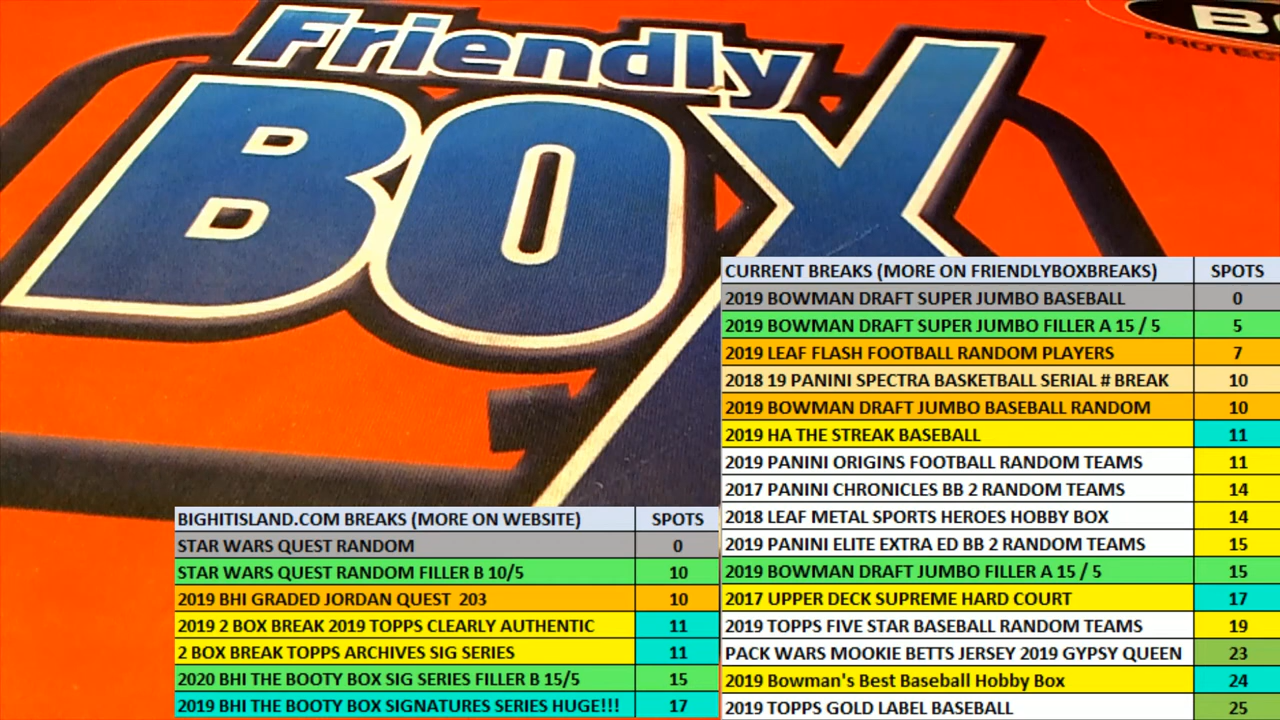 Friendly
BOX
CURRENT BREAKS (MORE ON FRIENDLYBOXBREAKS) SPOTS
2019 BOWMAN DRAFT SUPER JUMBO BASEBALL 0
2019 BOWMAN DRAFT SUPER JUMBO FILLER A 15 / 5 5
2019 LEAF FLASH FOOTBALL RANDOM PLAYERS 7
2018 19 PANINI SPECTRA BASKETBALL SERIAL # BREAK 10
2019 BOWMAN DRAFT JUMBO BASEBALL RANDOM 10
2019 HA THE STREAK BASEBALL 11
2019 PANINI ORIGINS FOOTBALL RANDOM TEAMS 11
2017 PANINI CHRONICLES BB 2 RANDOM TEAMS 14
2018 LEAF METAL SPORTS HEROES HOBBY BOX 14
2019 PANINI ELITE EXTRA ED BB 2 RANDOM TEAMS 15
2019 BOWMAN DRAFT JUMBO FILLER A 15 / 5 15
2017 UPPER DECK SUPREME HARD COURT 17
2019 TOPPS FIVE STAR BASEBALL RANDOM TEAMS 19
PACK WARS MOOKIE BETTS JERSEY 2019 GYPSY QUEEN 23
2019 Bowman's Best Baseball Hobby Box 24
2019 TOPPS GOLD LABEL BASEBALL 25
BIGHITISLAND.COM BREAKS (MORE ON WEBSITE) SPOTS
STAR WARS QUEST RANDOM 0
STAR WARS QUEST RANDOM FILLER B 10/5 10
2019 BHI GRADED JORDAN QUEST 203 10
2019 2 BOX BREAK 2019 TOPPS CLEARLY AUTHENTIC 11
2 BOX BREAK TOPPS ARCHIVES SIG SERIES 11
2020 BHI THE BOOTY BOX SIG SERIES FILLER B 15/5 15
2019 BHI THE BOOTY BOX SIGNATURES SERIES HUGE!!! 17